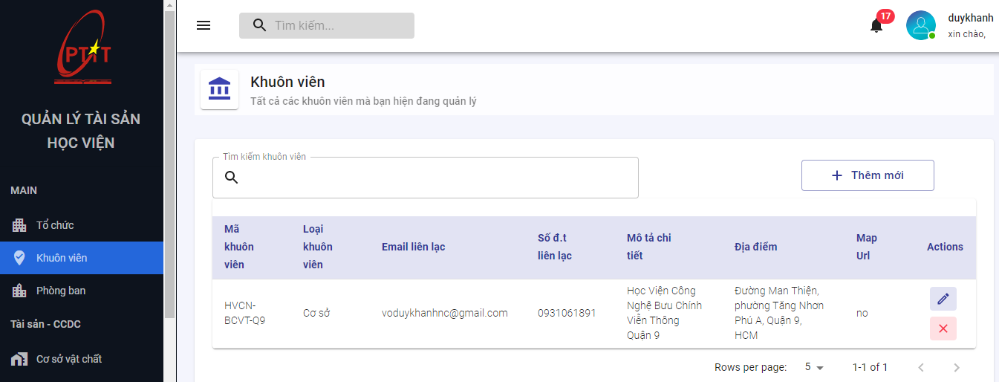 PTIT
QUẢN LÝ TÀI SẢN
HỌC VIỆN
MAIN
Tổ chức
Khuôn viên
Phòng ban
Tài sản - CCDC
Cơ sở vật chất
Tìm kiếm...
17
duykhanh
xin chào,
Khuôn viên
Tất cả các khuôn viên mà bạn hiện đang quản lý
Tìm kiếm khuôn viên
Thêm mới
Mã
khuôn
viên
Loại
khuôn
viên
Email liên lạc
Số đ.t
liên lạc
Mô tả chi
tiết
Địa điểm
Map
Url
Actions
HVCN-
BCVT-Q9
Cơ sở
voduykhanhnc@gmail.com
0931061891
Học Viện Công
Nghệ Bưu Chính
Viễn Thông
Quận 9
Đường Man Thiện,
phường Tăng Nhơn
Phú A, Quận 9,
HCM
no
Rows per page:
5
1-1 of 1